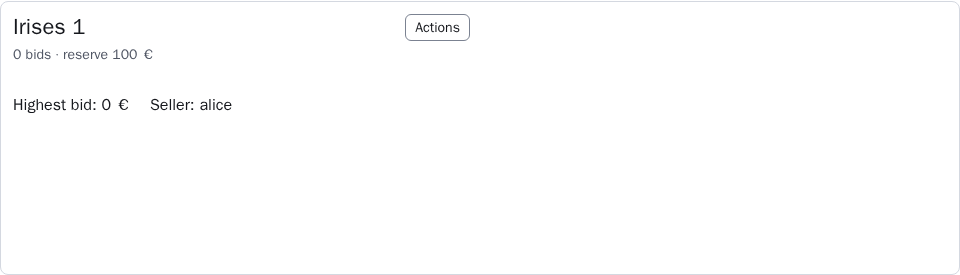 Irises 1
Actions
0 bids · reserve 100 €
Highest bid: 0 € Seller: alice